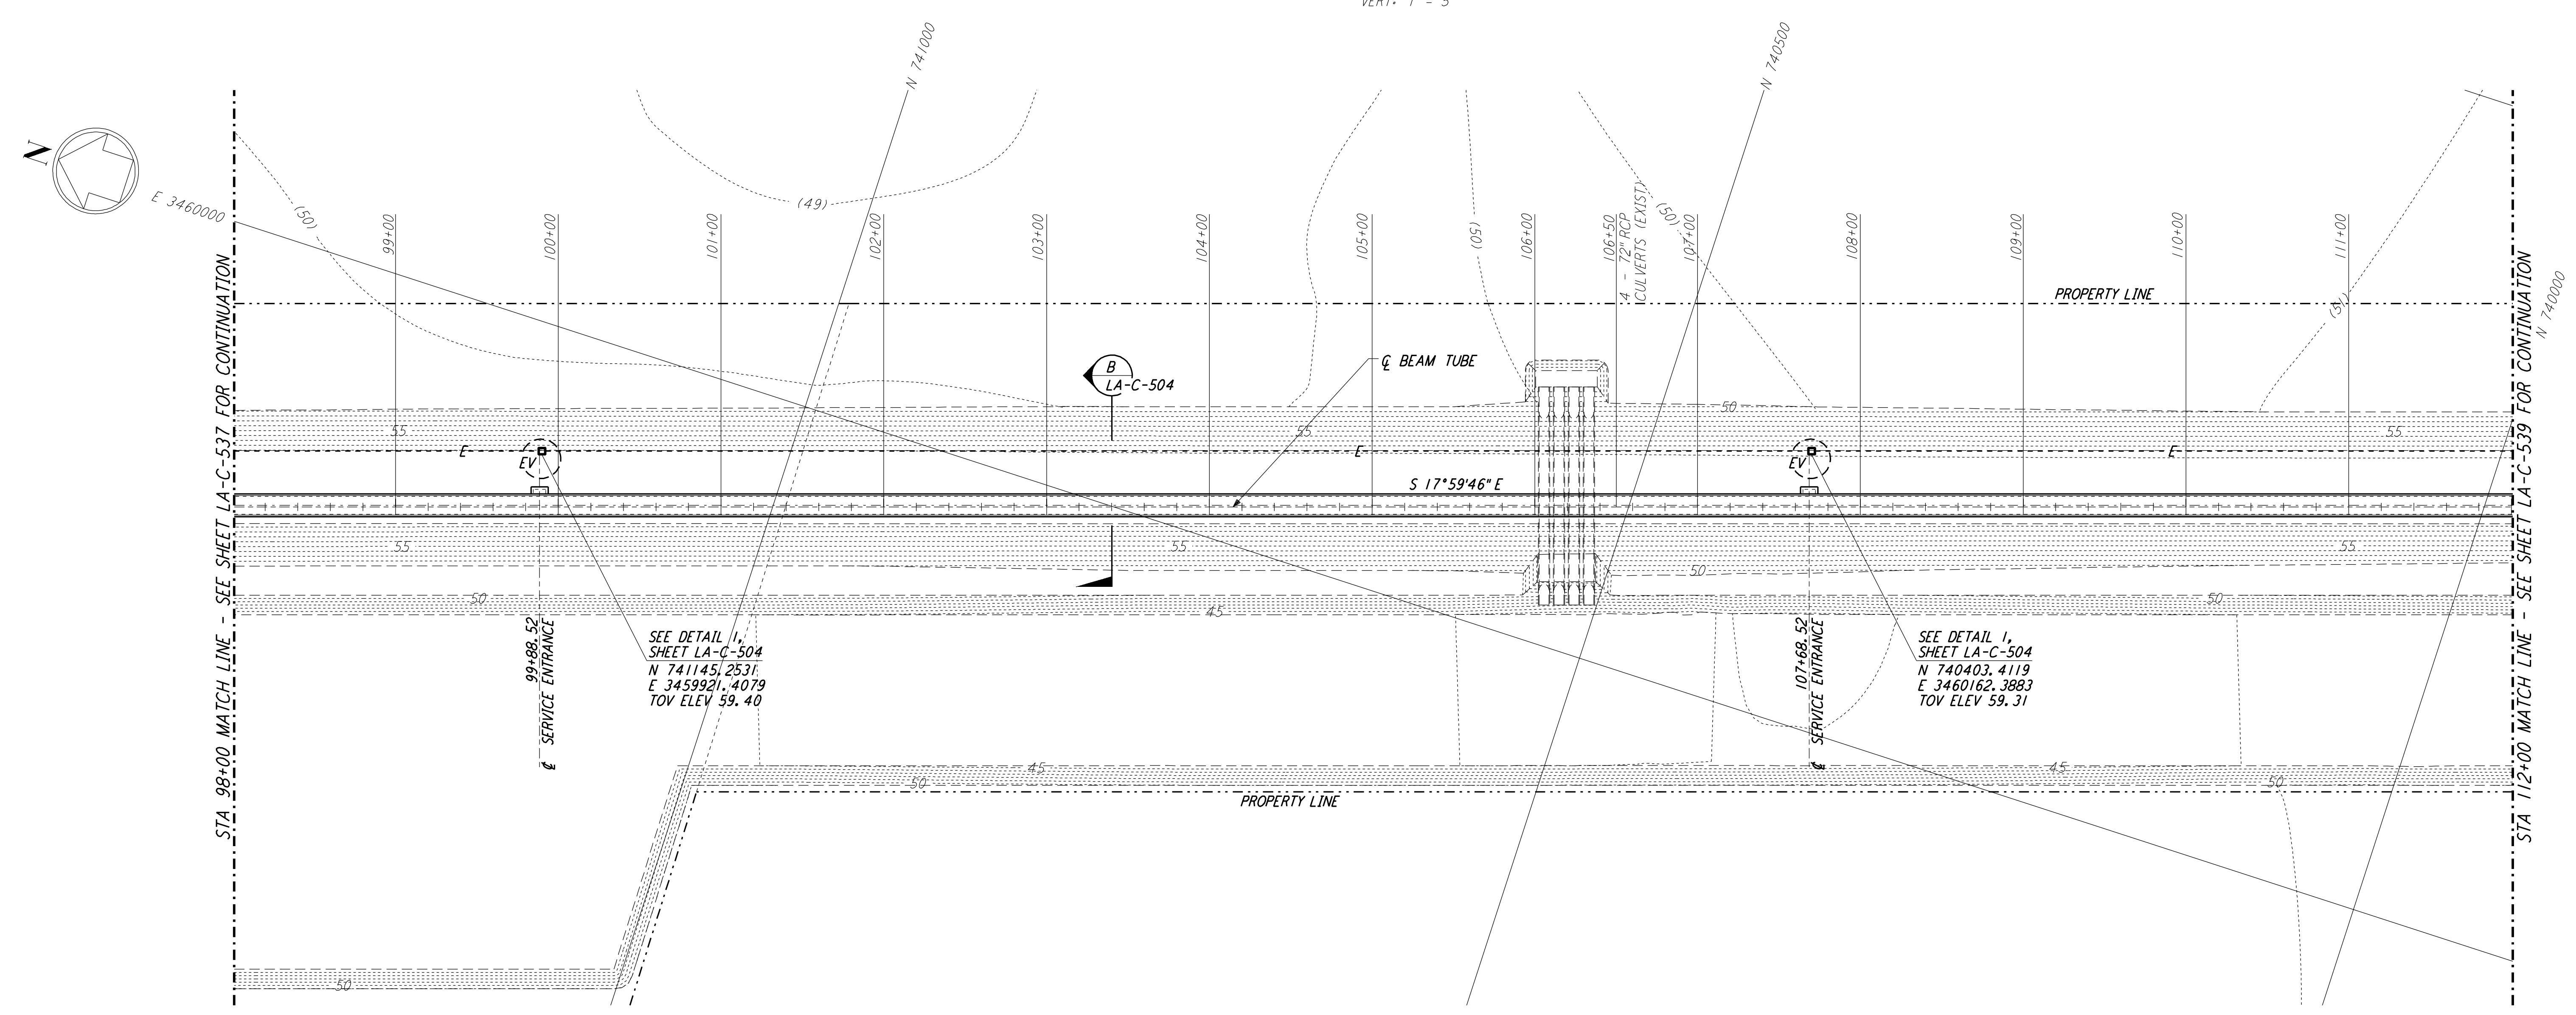 VERT. 1" = 5'
N 741000
N 740500
N
E 3460000
(50)
(49)
(50)
(50)
99+00
100+00
101+00
102+00
103+00
104+00
105+00
106+00
106+50
4 - 72" RCP
CULVERTS (EXIST)
107+00
108+00
109+00
110+00
111+00
(51)
N 740000
PROPERTY LINE
STA 98+00 MATCH LINE - SEE SHEET LA-C-537 FOR CONTINUATION
STA 112+00 MATCH LINE - SEE SHEET LA-C-539 FOR CONTINUATION
B
LA-C-504
℄ BEAM TUBE
50
55
55
55
E
E
E
EV
EV
S 17°59'46" E
55
55
55
50
50
50
45
99+88.52
℄ SERVICE ENTRANCE
SEE DETAIL 1,
SHEET LA-C-504
N 741145.2531
E 3459921.4079
TOV ELEV 59.40
107+68.52
℄ SERVICE ENTRANCE
SEE DETAIL 1,
SHEET LA-C-504
N 740403.4119
E 3460162.3883
TOV ELEV 59.31
45
50
45
50
PROPERTY LINE
50